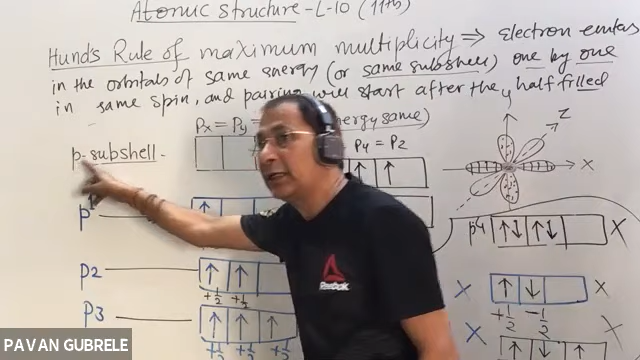 Atomic structure-L-10 (11th)
Hund's Rule of maximum multiplicity ⇒ Electron enters
in the orbitals of same energy (or same subshell) one by one
in same spin, and pairing will start after the half filled
Px = Py = energy same)
p-subshell -
Py = Pz
Z
X
p1
p4 ↑↓ ↑↓ X
P2 ↑ ↑
+1/2 +1/2
X ↑ ↓ X
+1/2 -1/2
P3 ↑ ↑ ↑
+1/2 +1/2 +1/2
X ↑↓ ↑
Reebok
PAVAN GUBRELE